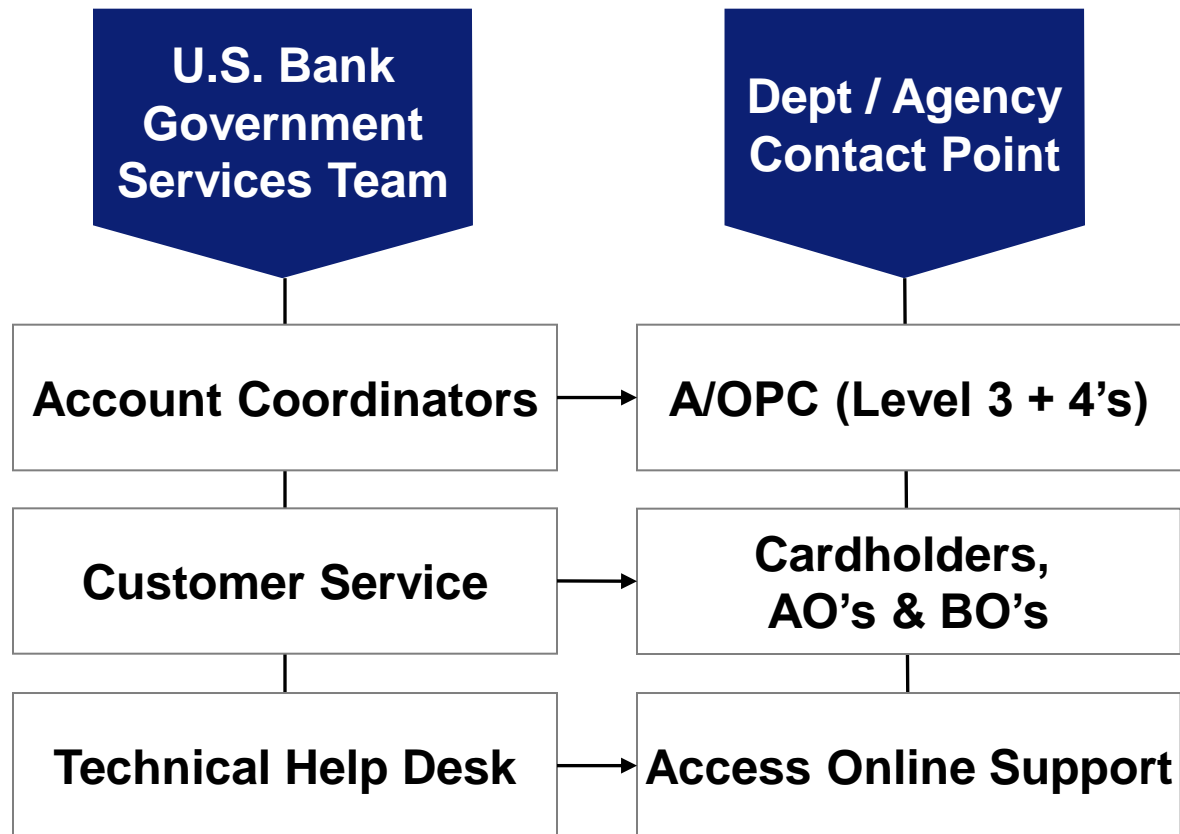 U.S. Bank
Government
Services Team
Dept / Agency
Contact Point
Account Coordinators
A/OPC (Level 3 + 4’s)
Customer Service
Cardholders,
AO’s & BO’s
Technical Help Desk
Access Online Support